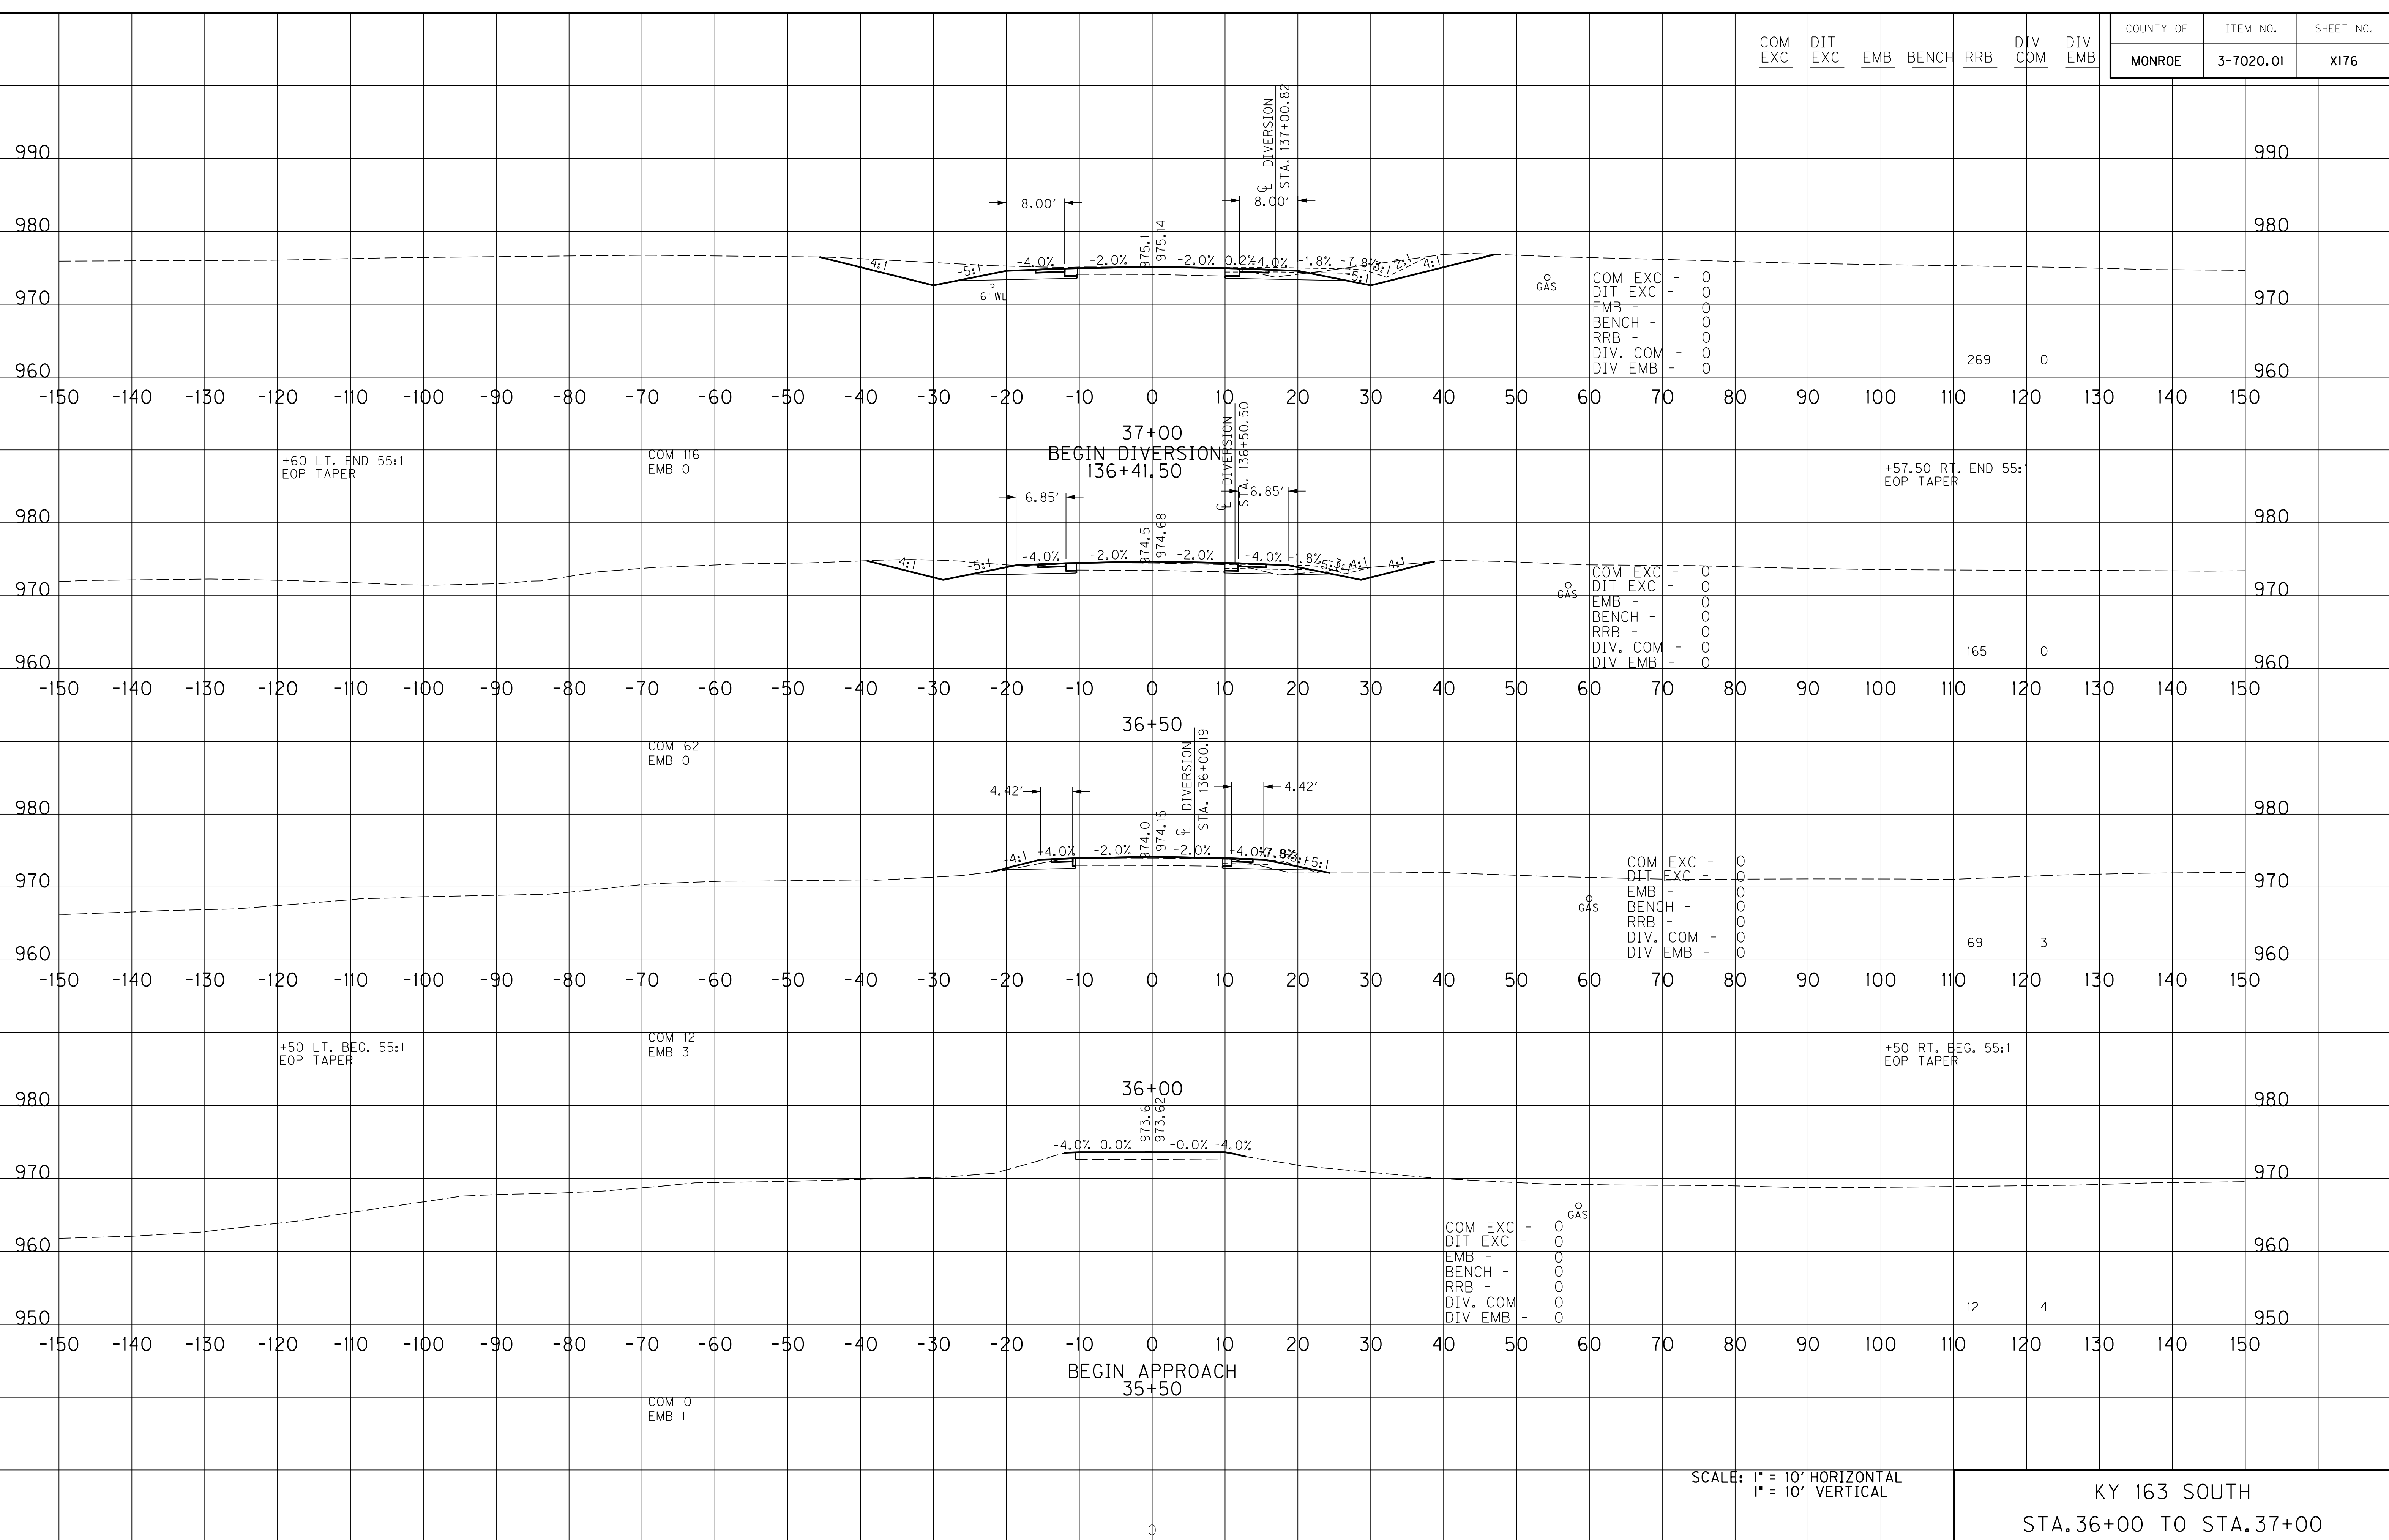 COM EXC DIT EXC EMB BENCH RRB DIV COM DIV EMB
COUNTY OF ITEM NO. SHEET NO.
MONROE 3-7020.01 X176
℄ DIVERSION
STA. 137+00.82
990 990
8.00' 8.00'
980 980
975.1
975.14
4:1 -5:1 -4.0% -2.0% -2.0% 0.2% -4.0% -1.8% -7.8% -3:1 -2:1 -5:1 4:1
6" WL
GAS
COM EXC - 0
DIT EXC - 0
970 970
EMB - 0
BENCH - 0
RRB - 0
DIV. COM - 0
DIV EMB - 0
269 0
960 960
-150 -140 -130 -120 -110 -100 -90 -80 -70 -60 -50 -40 -30 -20 -10 0 10 20 30 40 50 60 70 80 90 100 110 120 130 140 150
37+00
BEGIN DIVERSION
136+41.50
+60 LT. END 55:1
EOP TAPER
COM 116
EMB 0
℄ DIVERSION
STA. 136+50.50
+57.50 RT. END 55:1
EOP TAPER
6.85' 6.85'
980 980
974.5
974.68
4:1 -5:1 -4.0% -2.0% -2.0% -4.0% -1.8% 4:1
GAS
COM EXC - 0
DIT EXC - 0
970 970
EMB - 0
BENCH - 0
RRB - 0
DIV. COM - 0
DIV EMB - 0
165 0
960 960
-150 -140 -130 -120 -110 -100 -90 -80 -70 -60 -50 -40 -30 -20 -10 0 10 20 30 40 50 60 70 80 90 100 110 120 130 140 150
36+50
COM 62
EMB 0
℄ DIVERSION
STA. 136+00.19
4.42' 4.42'
980 980
974.0
974.15
-4:1 -4.0% -2.0% -2.0% -4.0% -7.8% -5:1
GAS
COM EXC - 0
DIT EXC - 0
970 970
EMB - 0
BENCH - 0
RRB - 0
DIV. COM - 0
DIV EMB - 0
69 3
960 960
-150 -140 -130 -120 -110 -100 -90 -80 -70 -60 -50 -40 -30 -20 -10 0 10 20 30 40 50 60 70 80 90 100 110 120 130 140 150
+50 LT. BEG. 55:1
EOP TAPER
COM 12
EMB 3
+50 RT. BEG. 55:1
EOP TAPER
36+00
980 980
973.6
973.62
-4.0% 0.0% -0.0% -4.0%
970 970
GAS
COM EXC - 0
DIT EXC - 0
960 960
EMB - 0
BENCH - 0
RRB - 0
DIV. COM - 0
DIV EMB - 0
12 4
950 950
-150 -140 -130 -120 -110 -100 -90 -80 -70 -60 -50 -40 -30 -20 -10 0 10 20 30 40 50 60 70 80 90 100 110 120 130 140 150
BEGIN APPROACH
35+50
COM 0
EMB 1
SCALE: 1" = 10' HORIZONTAL
1" = 10' VERTICAL
KY 163 SOUTH
STA.36+00 TO STA.37+00
0